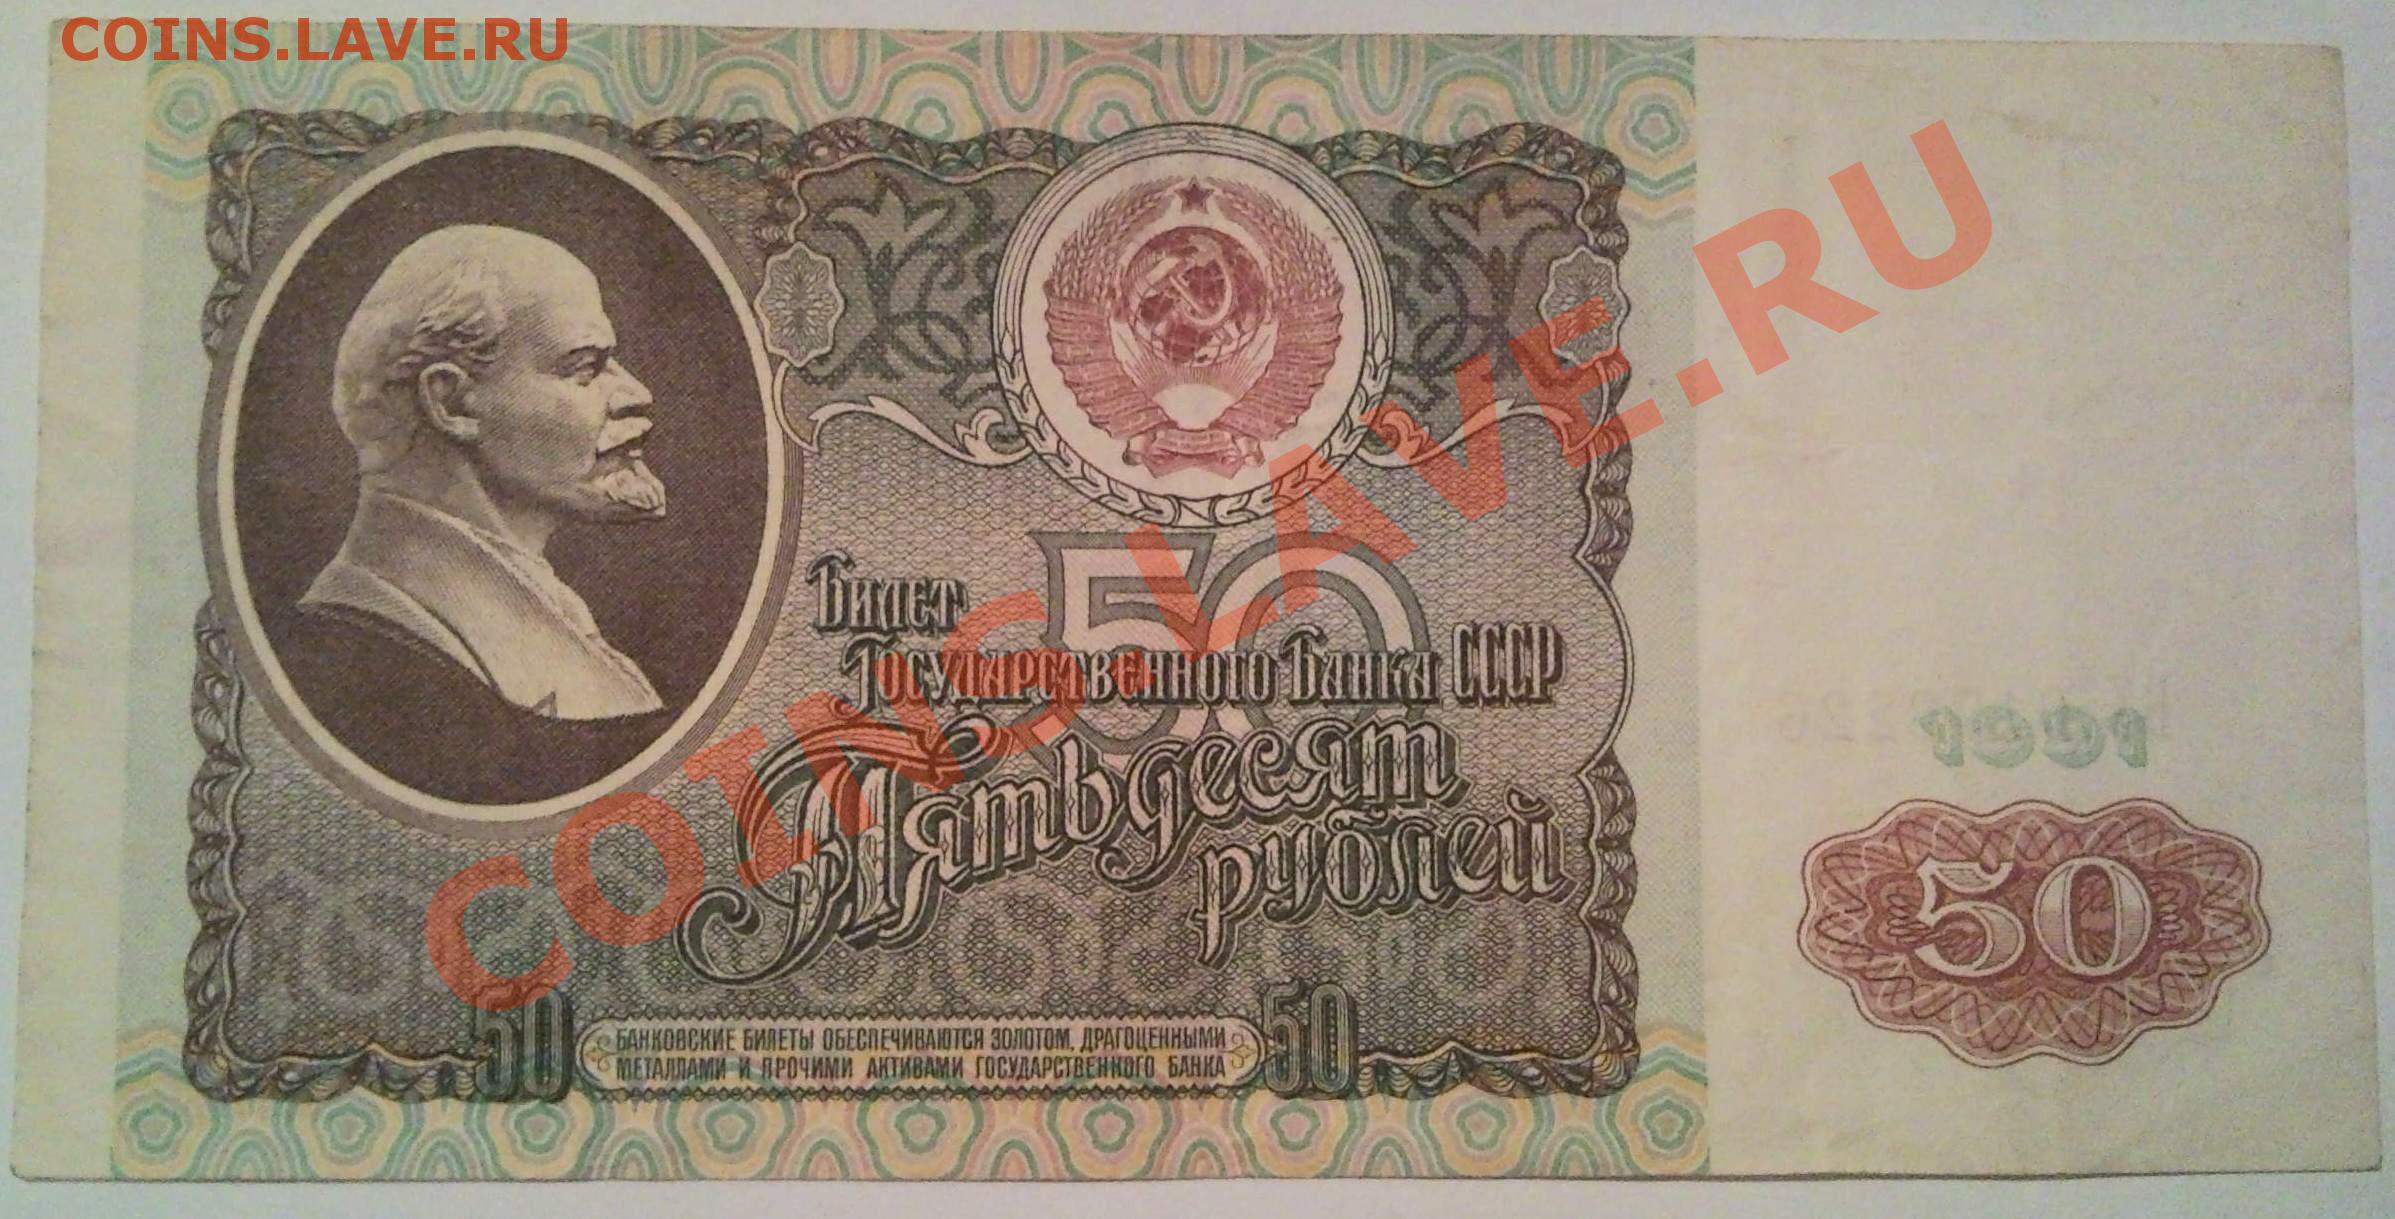 COINS.LAVE.RU
COINS.LAVE.RU
50
Билет
Государственного Банка СССР
Пятьдесят
рублей
1991
50
50
БАНКОВСКИЕ БИЛЕТЫ ОБЕСПЕЧИВАЮТСЯ ЗОЛОТОМ, ДРАГОЦЕННЫМИ
МЕТАЛЛАМИ И ПРОЧИМИ АКТИВАМИ ГОСУДАРСТВЕННОГО БАНКА
50